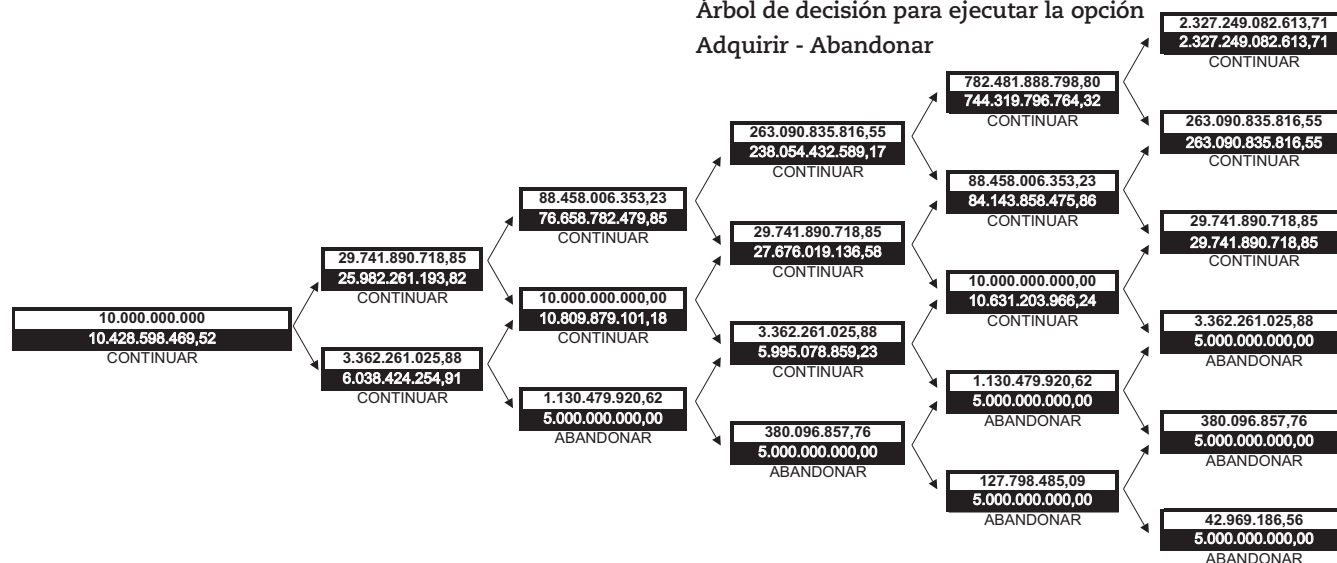 Árbol de decisión para ejecutar la opción
Adquirir - Abandonar
10.000.000.000
10.428.598.469,52
CONTINUAR
29.741.890.718,85
25.982.261.193,82
CONTINUAR
3.362.261.025,88
6.038.424.254,91
CONTINUAR
88.458.006.353,23
76.658.782.479,85
CONTINUAR
10.000.000.000,00
10.809.879.101,18
CONTINUAR
1.130.479.920,62
5.000.000.000,00
ABANDONAR
263.090.835.816,55
238.054.432.589,17
CONTINUAR
29.741.890.718,85
27.676.019.136,58
CONTINUAR
3.362.261.025,88
5.995.078.859,23
CONTINUAR
380.096.857,76
5.000.000.000,00
ABANDONAR
782.481.888.798,80
744.319.796.764,32
CONTINUAR
88.458.006.353,23
84.143.858.475,86
CONTINUAR
10.000.000.000,00
10.631.203.966,24
CONTINUAR
1.130.479.920,62
5.000.000.000,00
ABANDONAR
127.798.485,09
5.000.000.000,00
ABANDONAR
2.327.249.082.613,71
2.327.249.082.613,71
CONTINUAR
263.090.835.816,55
263.090.835.816,55
CONTINUAR
29.741.890.718,85
29.741.890.718,85
CONTINUAR
3.362.261.025,88
5.000.000.000,00
ABANDONAR
380.096.857,76
5.000.000.000,00
ABANDONAR
42.969.186,56
5.000.000.000,00
ABANDONAR